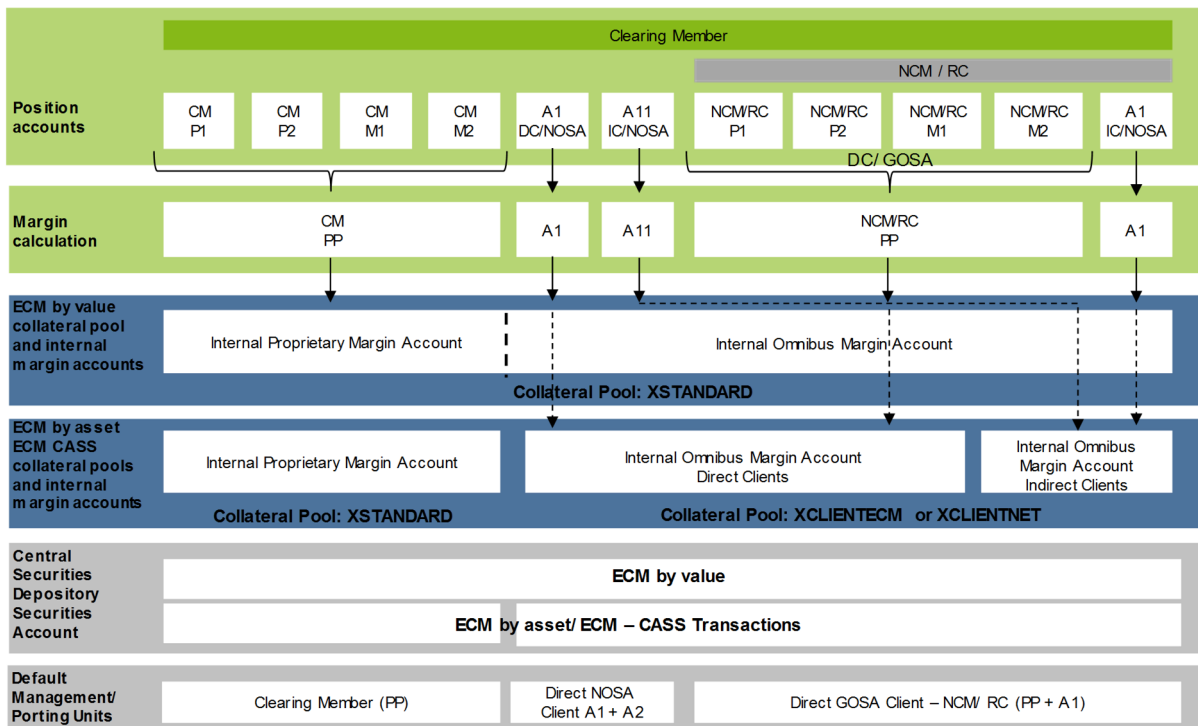 Clearing Member
NCM / RC
Position
accounts
CM
P1
CM
P2
CM
M1
CM
M2
A1
DC/NOSA
A11
IC/NOSA
NCM/RC
P1
NCM/RC
P2
NCM/RC
M1
NCM/RC
M2
A1
IC/NOSA
DC/ GOSA
Margin
calculation
CM
PP
A1
A11
NCM/RC
PP
A1
ECM by value
collateral pool
and internal
margin accounts
Internal Proprietary Margin Account
Internal Omnibus Margin Account
Collateral Pool: XSTANDARD
ECM by asset
ECM CASS
collateral pools
and internal
margin accounts
Internal Proprietary Margin Account
Internal Omnibus Margin Account
Direct Clients
Internal Omnibus
Margin Account
Indirect Clients
Collateral Pool: XSTANDARD
Collateral Pool: XCLIENTECM or XCLIENTNET
Central
Securities
Depository
Securities
Account
ECM by value
ECM by asset/ ECM – CASS Transactions
Default
Management/
Porting Units
Clearing Member (PP)
Direct NOSA
Client A1 + A2
Direct GOSA Client – NCM/ RC (PP + A1)